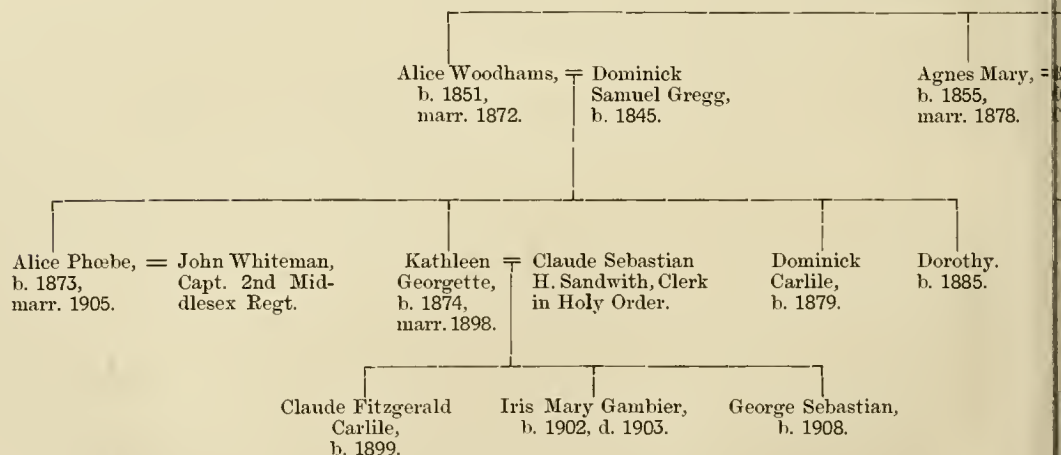 Alice Woodhams, = Dominick
Samuel Gregg,
b. 1845.
b. 1851,
marr. 1872.
Agnes Mary, =
b. 1855,
marr. 1878.
Alice Phœbe, = John Whiteman,
b. 1873,
marr. 1905.
Capt. 2nd Mid-
dlesex Regt.
Kathleen = Claude Sebastian
Georgette,
b. 1874,
marr. 1898.
H. Sandwith, Clerk
in Holy Order.
Dominick
Carlile,
b. 1879.
Dorothy.
b. 1885.
Claude Fitzgerald
Carlile,
b. 1899.
Iris Mary Gambier,
b. 1902, d. 1903.
George Sebastian,
b. 1908.